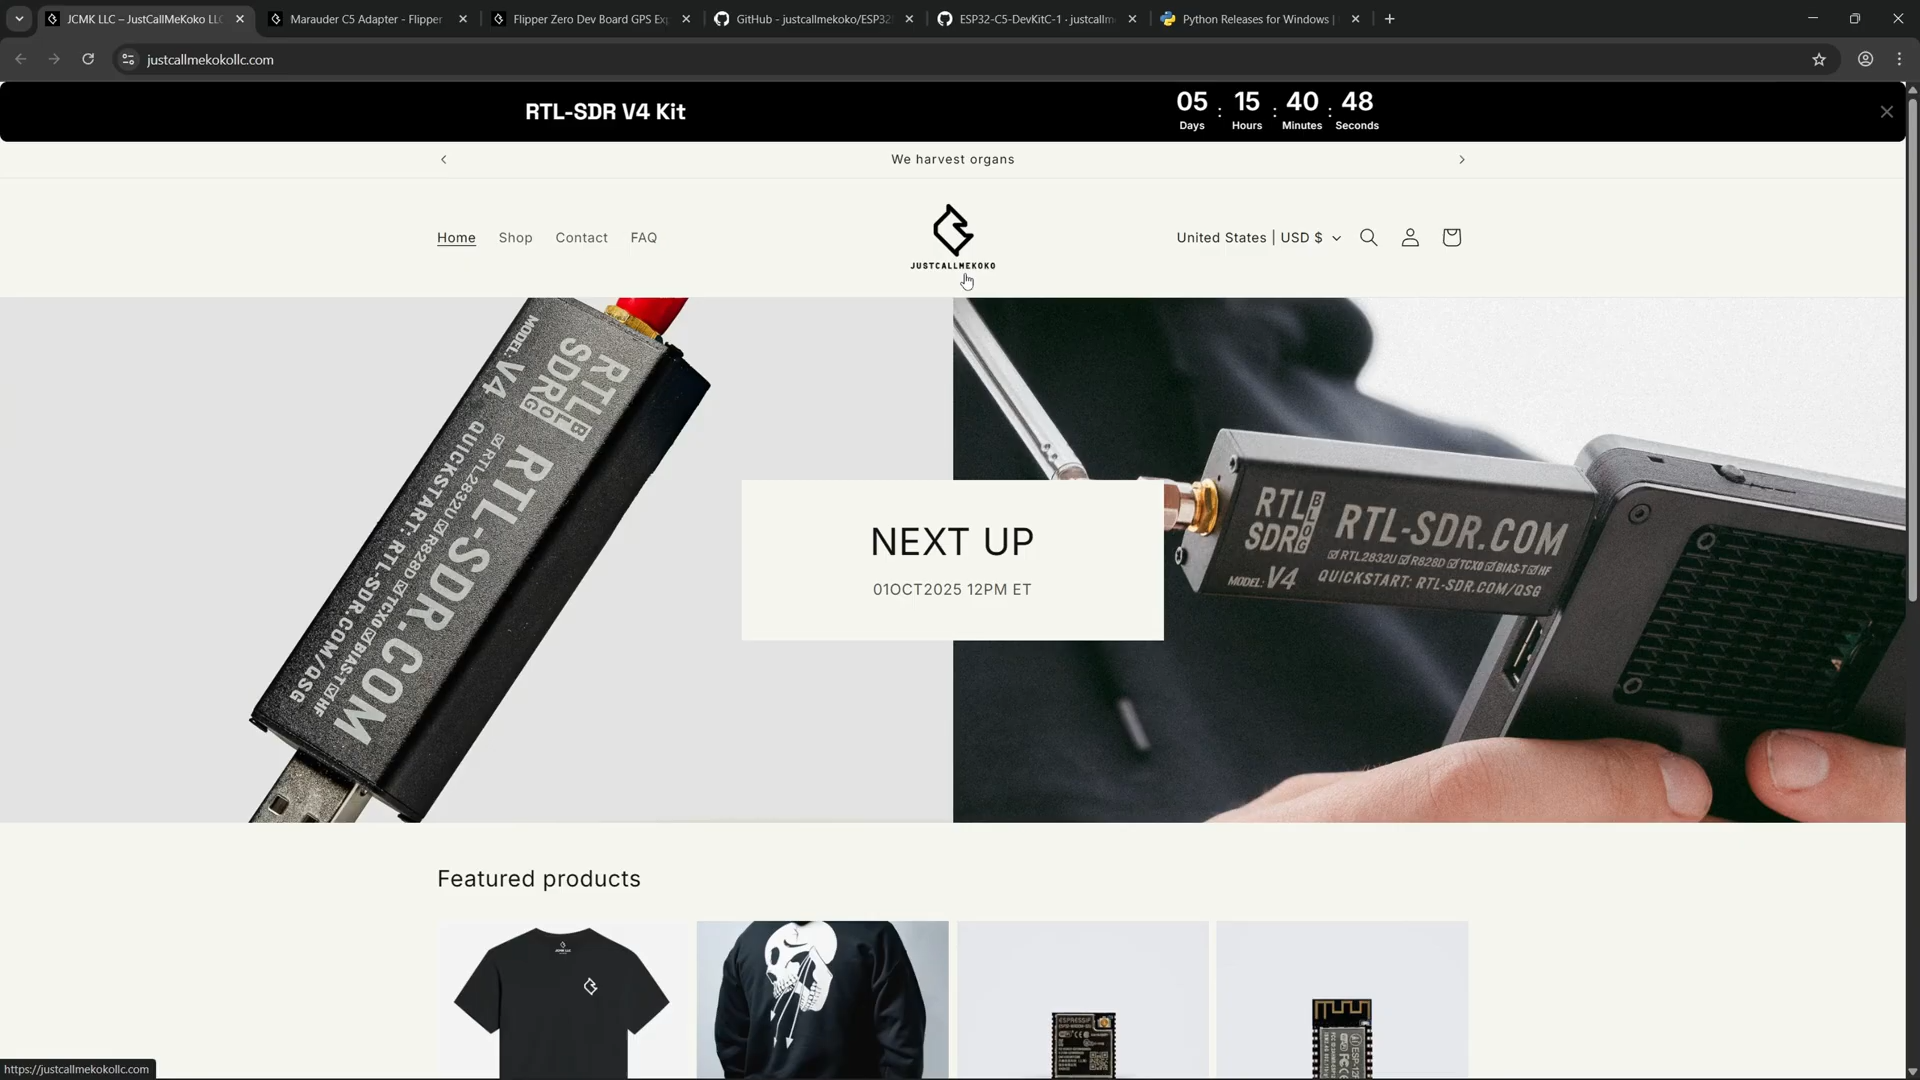 JCMK LLC – JustCallMeKoko LLC
Marauder C5 Adapter - Flipper
Flipper Zero Dev Board GPS Exp
GitHub - justcallmekoko/ESP32
ESP32-C5-DevKitC-1 · justcallm
Python Releases for Windows |
justcallmekokollc.com
RTL-SDR V4 Kit
05 : 15 : 40 : 48
Days Hours Minutes Seconds
We harvest organs
Home Shop Contact FAQ
JUSTCALLMEKOKO
United States | USD $
MODEL: V4
RTL
SDR
BLOG
RTL-SDR.COM
☑RTL2832U ☑R828D ☑TCXO ☑BIAS-T ☑HF
QUICKSTART: RTL-SDR.COM/QSG
RTL
SDR
BLOG
RTL-SDR.COM
☑RTL2832U ☑R828D ☑TCXO ☑BIAS-T ☑HF
MODEL: V4
QUICKSTART: RTL-SDR.COM/QSG
NEXT UP
01OCT2025 12PM ET
Featured products
https://justcallmekokollc.com